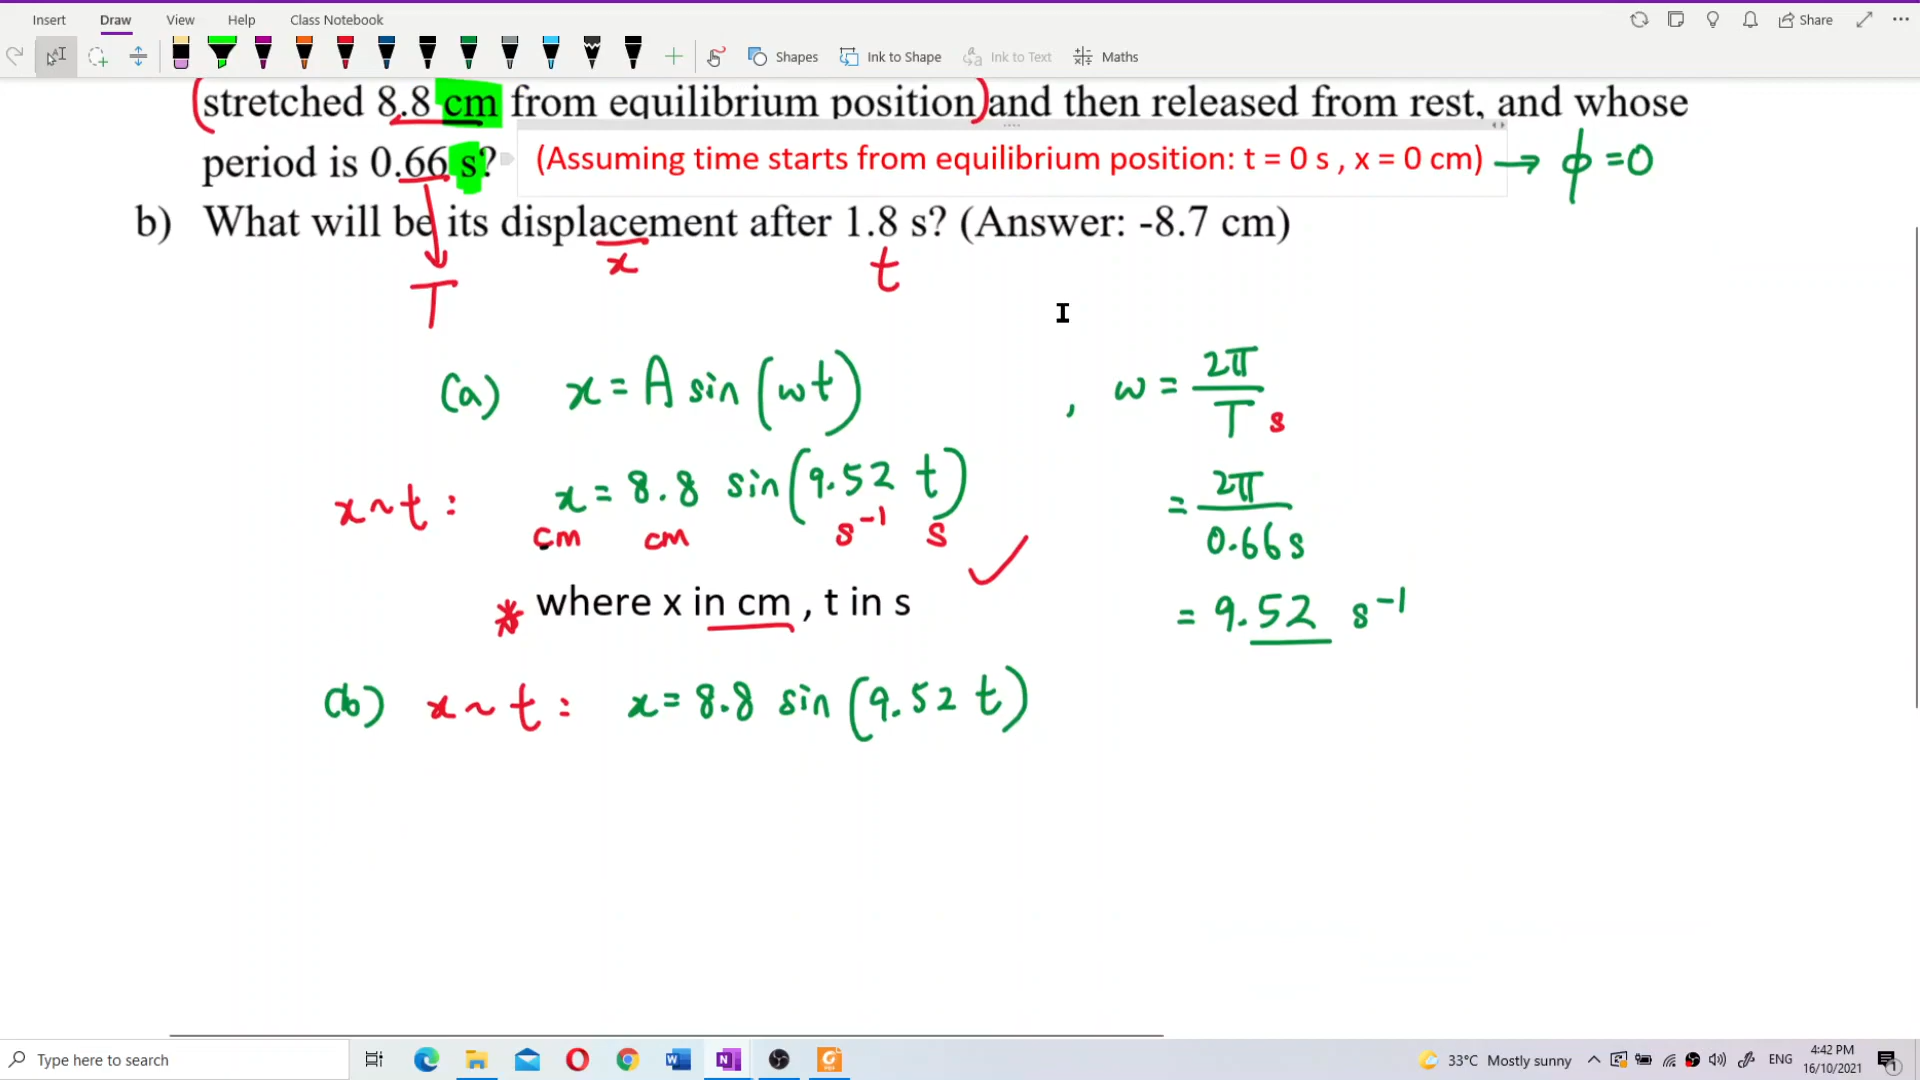 Insert Draw View Help Class Notebook Share
Shapes Ink to Shape Ink to Text Maths
(stretched 8.8 cm from equilibrium position) and then released from rest, and whose
period is 0.66 s? (Assuming time starts from equilibrium position: t = 0 s , x = 0 cm) → ϕ = 0
b) What will be its displacement after 1.8 s? (Answer: -8.7 cm)
T x t
(a) x = A sin (ωt) , ω = 2π / T s
x ~ t : x = 8.8 sin (9.52 t) = 2π / 0.66 s
cm cm s⁻¹ s
* where x in cm , t in s = 9.52 s⁻¹
(b) x ~ t : x = 8.8 sin (9.52 t)
Type here to search 33°C Mostly sunny ENG 4:42 PM
16/10/2021